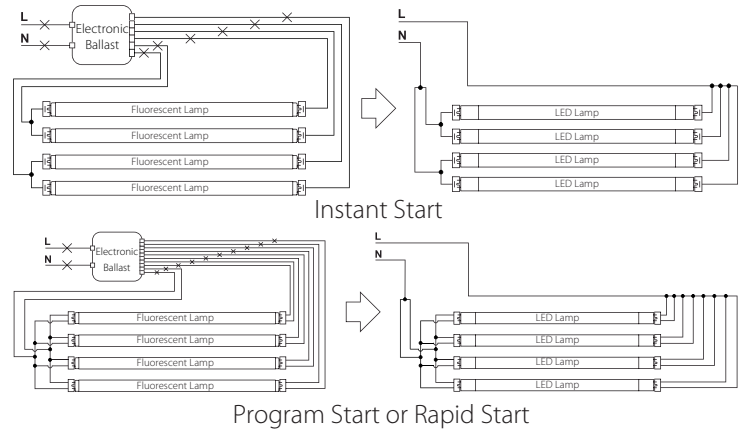 L
N
Electronic
Ballast
Fluorescent Lamp
Fluorescent Lamp
Fluorescent Lamp
Fluorescent Lamp
L
N
LED Lamp
LED Lamp
LED Lamp
LED Lamp
Instant Start
L
N
Electronic
Ballast
Fluorescent Lamp
Fluorescent Lamp
Fluorescent Lamp
Fluorescent Lamp
L
N
LED Lamp
LED Lamp
LED Lamp
LED Lamp
Program Start or Rapid Start